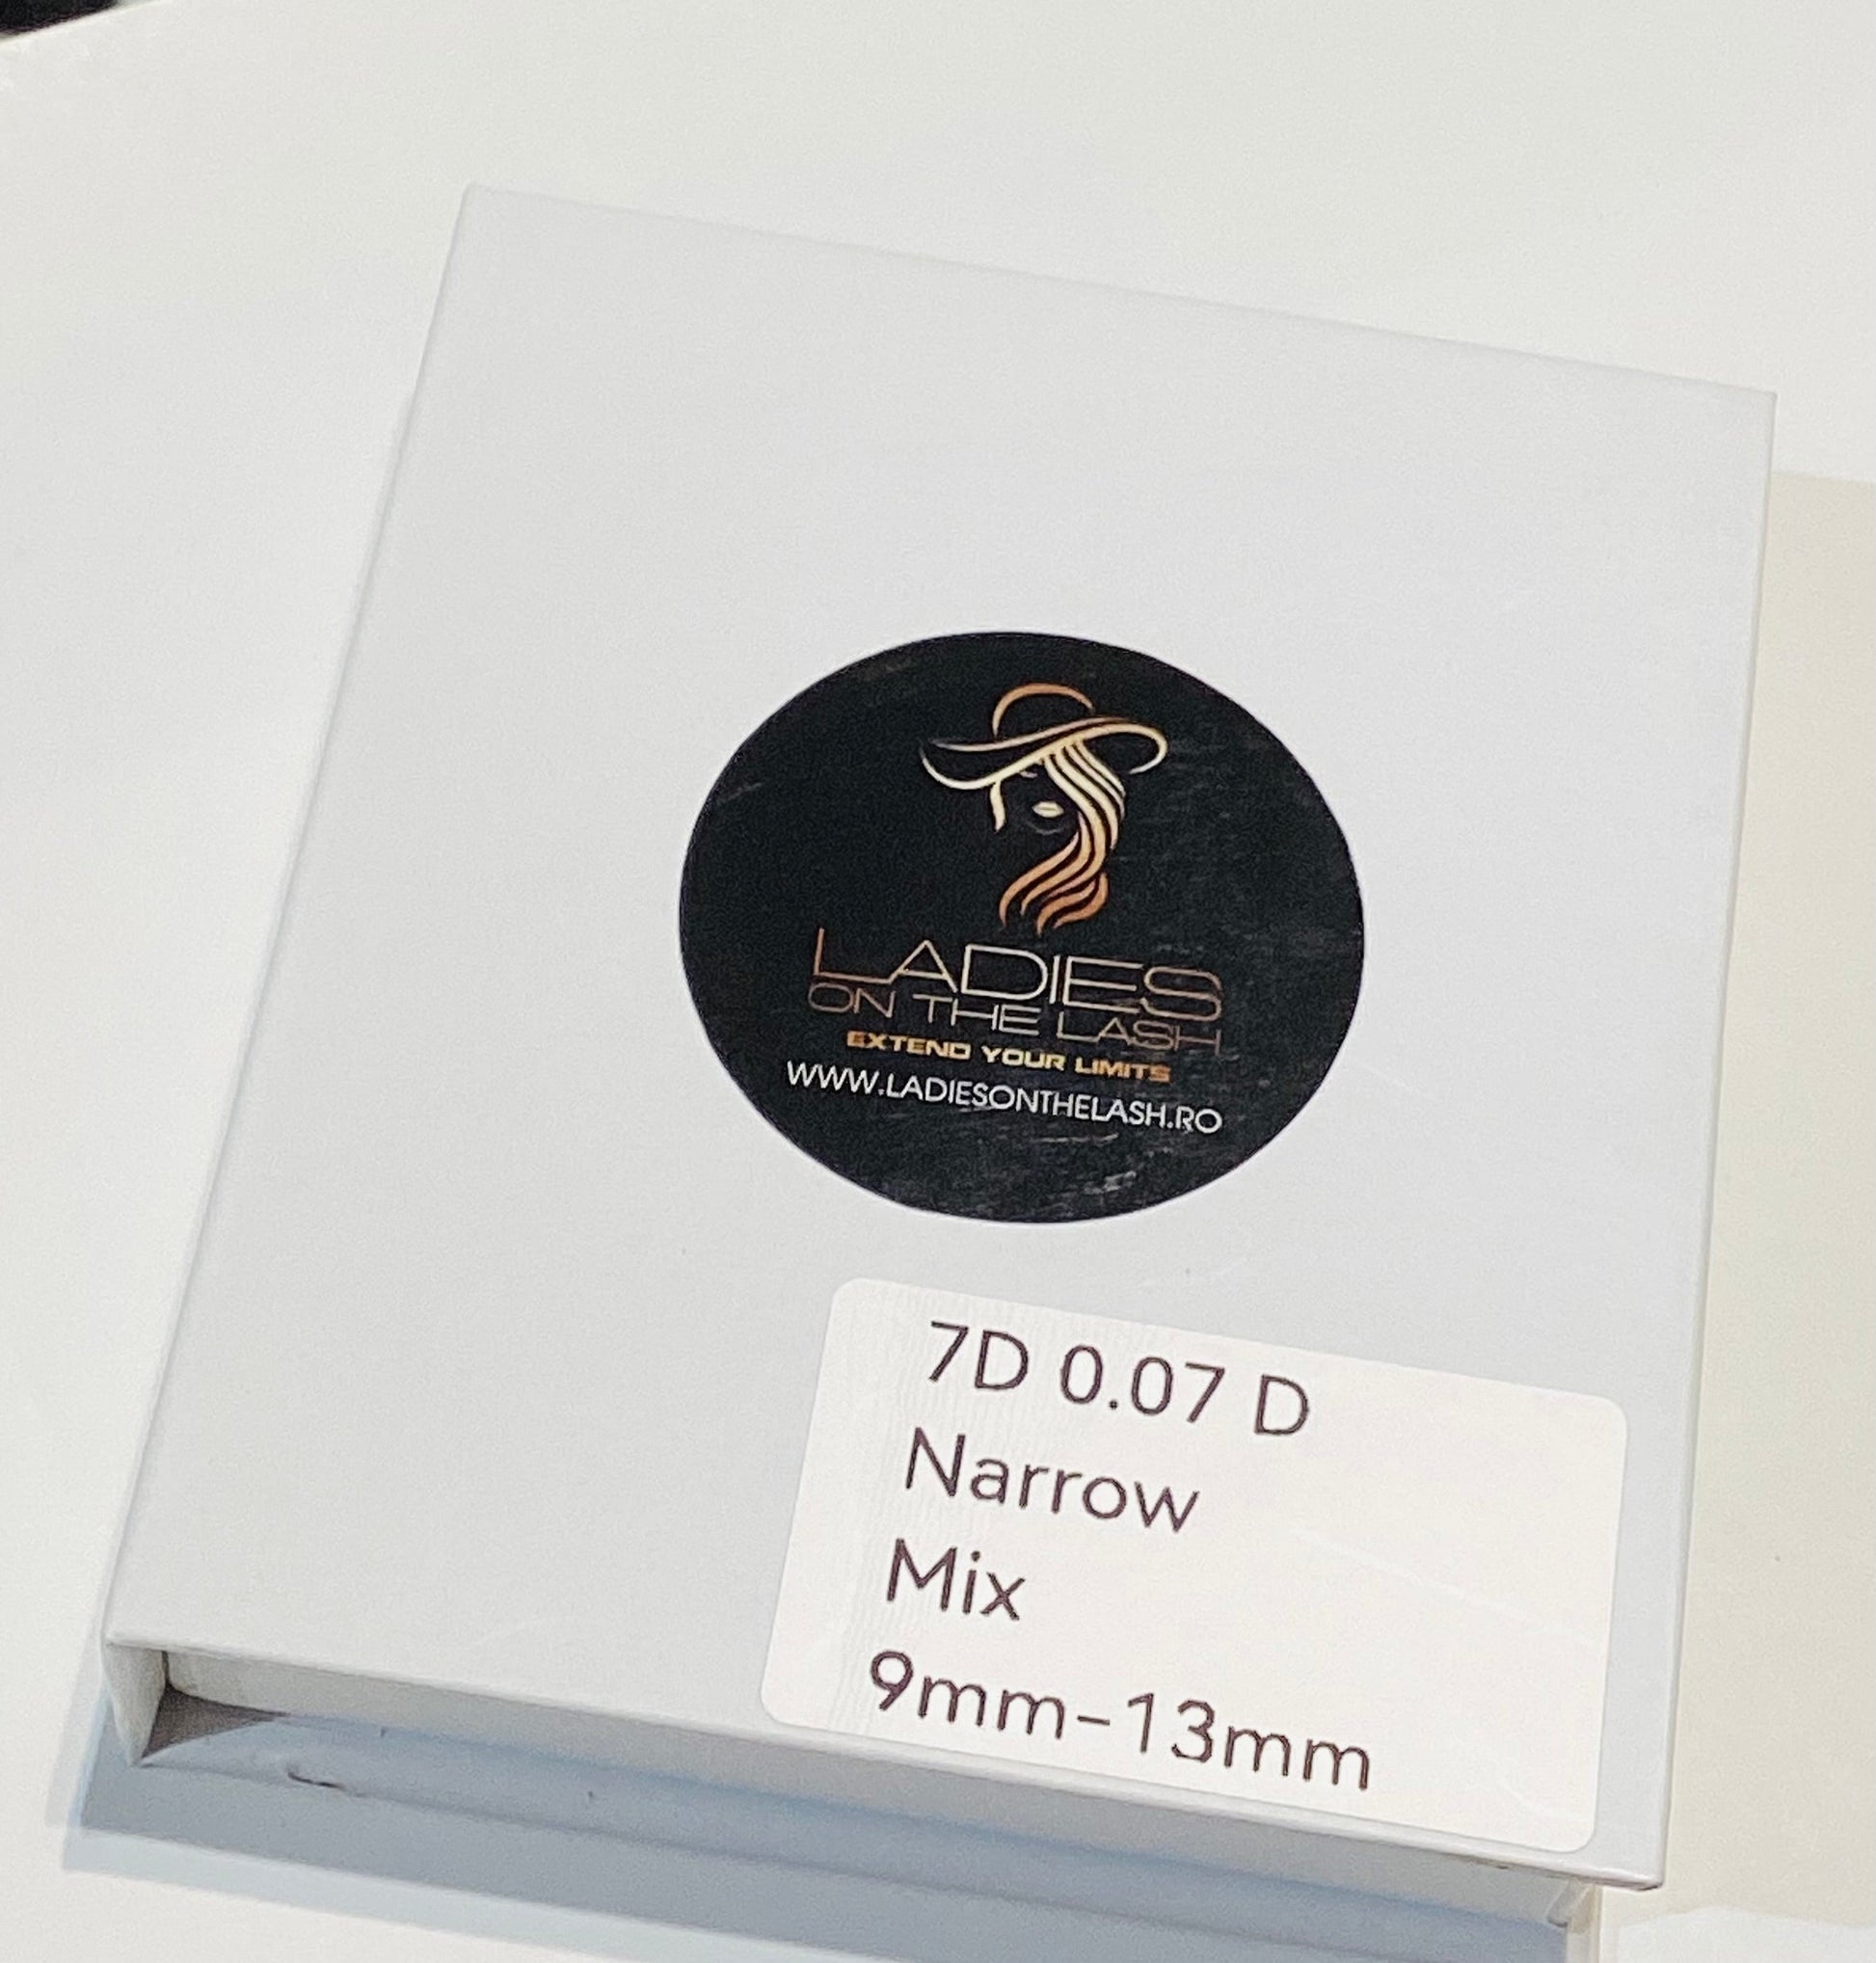 LADIES
ON THE LASH
EXTEND YOUR LIMITS
WWW.LADIESONTHELASH.RO
7D 0.07 D
Narrow
Mix
9mm-13mm